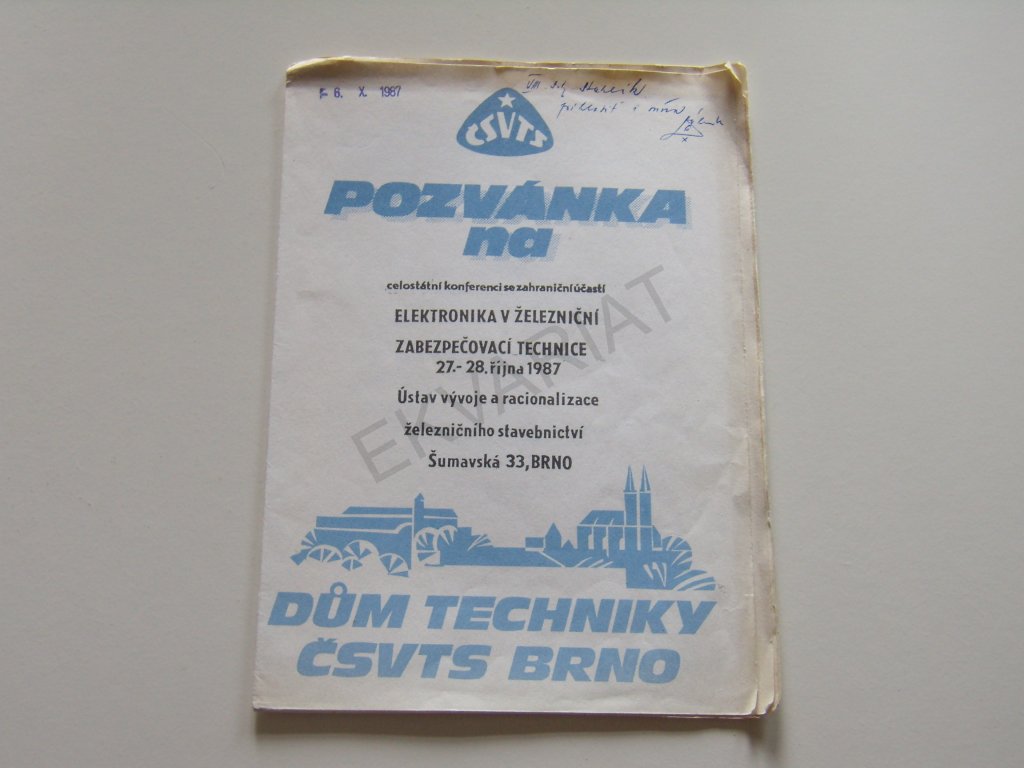 6. X. 1987
ČSVTS
POZVÁNKA
na
celostátní konferenci se zahraniční účastí
ELEKTRONIKA V ŽELEZNIČNÍ
ZABEZPEČOVACÍ TECHNICE
27.- 28. října 1987
Ústav vývoje a racionalizace
železničního stavebnictví
Šumavská 33, BRNO
EKVARIAT
DŮM TECHNIKY
ČSVTS BRNO